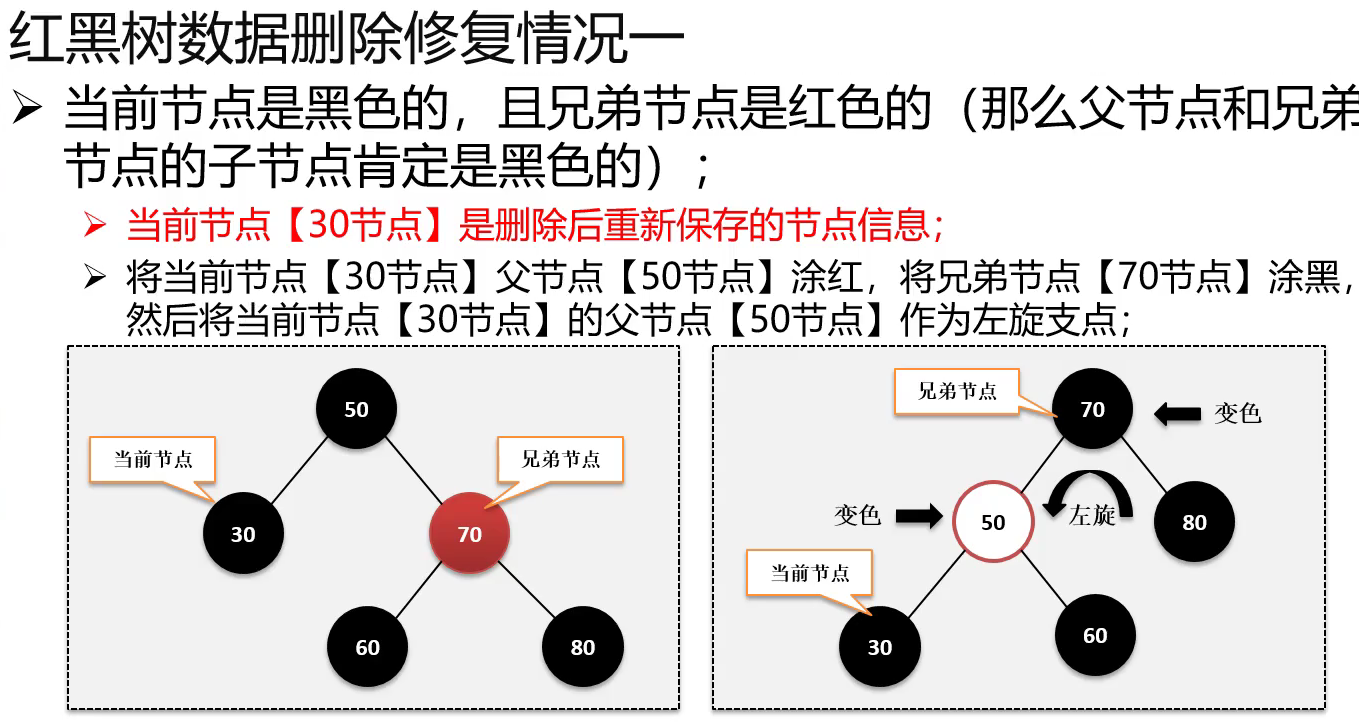 红黑树数据删除修复情况一
当前节点是黑色的，且兄弟节点是红色的（那么父节点和兄弟
节点的子节点肯定是黑色的）；
当前节点【30节点】是删除后重新保存的节点信息；
将当前节点【30节点】父节点【50节点】涂红，将兄弟节点【70节点】涂黑，
然后将当前节点【30节点】的父节点【50节点】作为左旋支点；
50
当前节点
兄弟节点
30
70
60
80
兄弟节点
70
变色
变色
50
左旋
80
当前节点
30
60